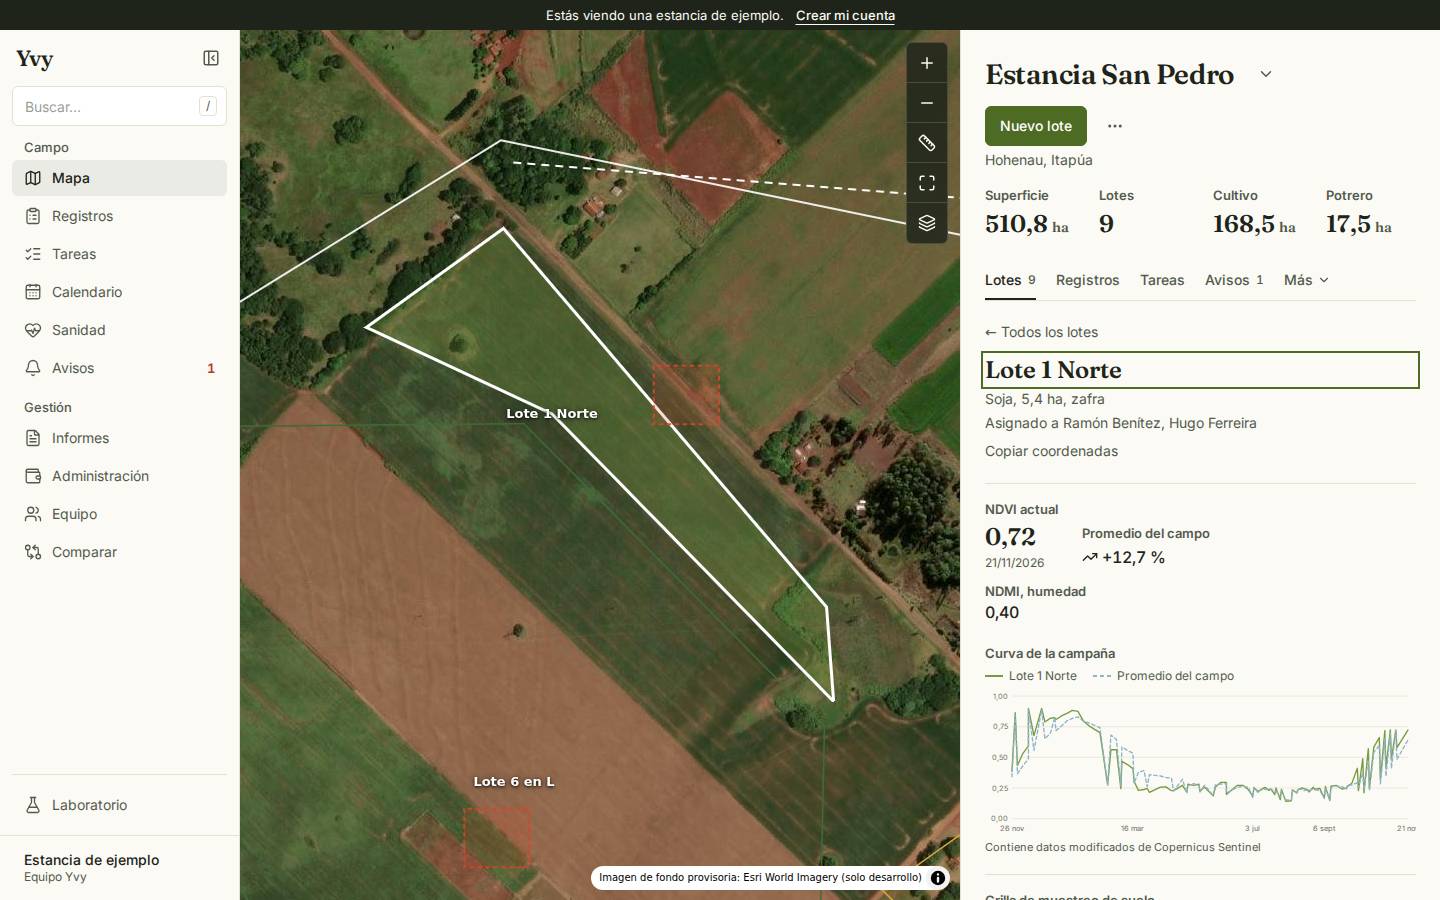 Estás viendo una estancia de ejemplo. Crear mi cuenta
Yvy
Buscar... /
Campo
Mapa
Registros
Tareas
Calendario
Sanidad
Avisos 1
Gestión
Informes
Administración
Equipo
Comparar
Laboratorio
Estancia de ejemplo
Equipo Yvy
Lote 1 Norte
Lote 6 en L
Imagen de fondo provisoria: Esri World Imagery (solo desarrollo)
Estancia San Pedro
Nuevo lote
Hohenau, Itapúa
Superficie Lotes Cultivo Potrero
510,8 ha 9 168,5 ha 17,5 ha
Lotes 9 Registros Tareas Avisos 1 Más
← Todos los lotes
Lote 1 Norte
Soja, 5,4 ha, zafra
Asignado a Ramón Benítez, Hugo Ferreira
Copiar coordenadas
NDVI actual
0,72
21/11/2026
Promedio del campo
+12,7 %
NDMI, humedad
0,40
Curva de la campaña
Lote 1 Norte Promedio del campo
1,00
0,75
0,50
0,25
0,00
26 nov 16 mar 3 jul 6 sept 21 no
Contiene datos modificados de Copernicus Sentinel